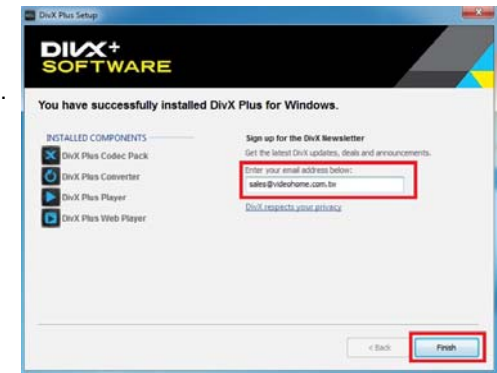 DivX Plus Setup
DIVX+
SOFTWARE
.
You have successfully installed DivX Plus for Windows.
INSTALLED COMPONENTS
DivX Plus Codec Pack
DivX Plus Converter
DivX Plus Player
DivX Plus Web Player
Sign up for the DivX Newsletter
Get the latest DivX updates, deals and announcements.
Enter your email address below:
sales@videohome.com.tw
DivX respects your privacy
< Back
Finish